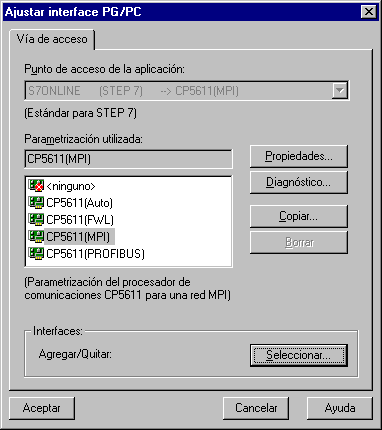 Ajustar interface PG/PC
Vía de acceso
Punto de acceso de la aplicación:
S7ONLINE (STEP 7) --> CP5611(MPI)
(Estándar para STEP 7)
Parametrización utilizada:
CP5611(MPI)
Propiedades...
<ninguno>
Diagnóstico...
CP5611(Auto)
CP5611(FWL)
Copiar...
CP5611(MPI)
Borrar
CP5611(PROFIBUS)
(Parametrización del procesador de
comunicaciones CP5611 para una red MPI)
Interfaces:
Agregar/Quitar:
Seleccionar...
Aceptar
Cancelar
Ayuda